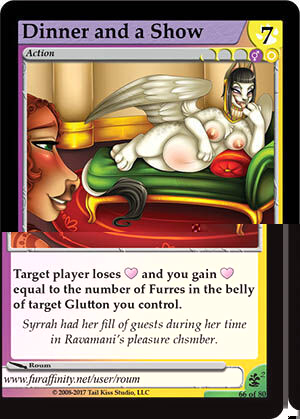 Dinner and a Show
7
Action
Target player loses and you gain
equal to the number of Furres in the belly
of target Glutton you control.
Syrrah had her fill of guests during her time
in Ravamani's pleasure chsmber.
Roum
www.furaffinity.net/user/roum
66 of 80
© 2008-2017 Tail Kiss Studio, LLC